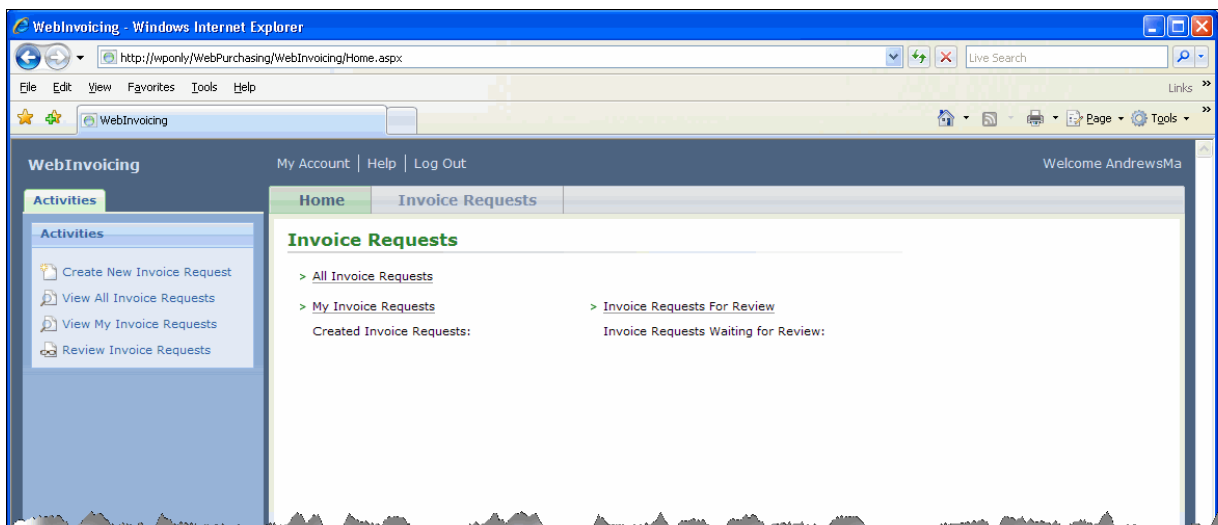 WebInvoicing - Windows Internet Explorer
http://wponly/WebPurchasing/WebInvoicing/Home.aspx
Live Search
File Edit View Favorites Tools Help
Links »
WebInvoicing
Page Tools »
WebInvoicing
My Account | Help | Log Out
Welcome AndrewsMa
Activities
Home
Invoice Requests
Activities
Create New Invoice Request
View All Invoice Requests
View My Invoice Requests
Review Invoice Requests
Invoice Requests
> All Invoice Requests
> My Invoice Requests
Created Invoice Requests:
> Invoice Requests For Review
Invoice Requests Waiting for Review: